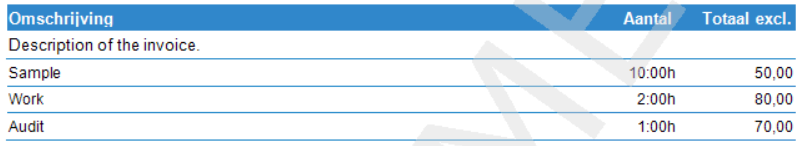 Omschrijving Aantal Totaal excl.
Description of the invoice.
Sample 10:00h 50,00
Work 2:00h 80,00
Audit 1:00h 70,00